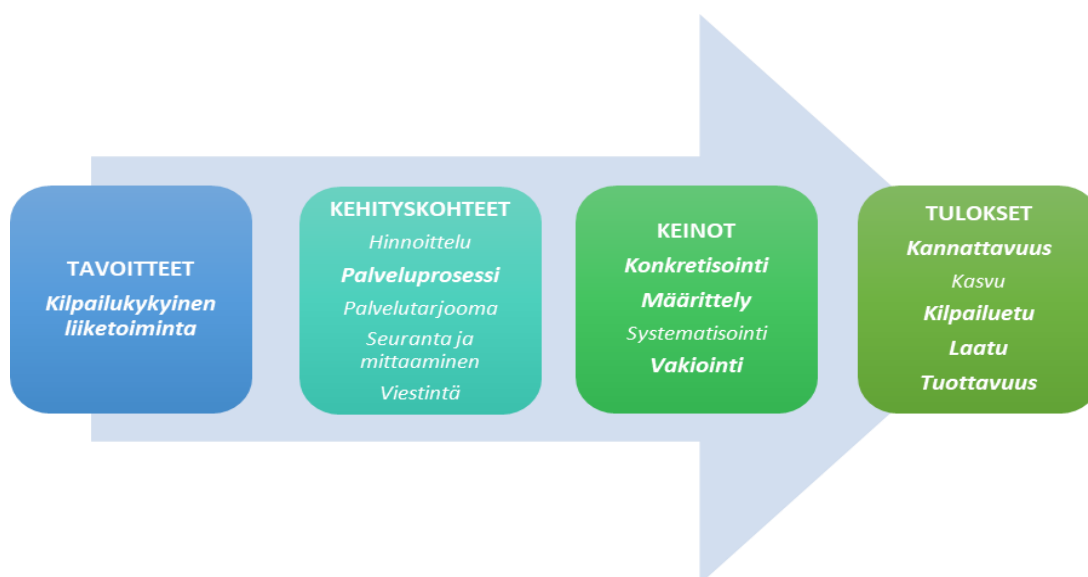 TAVOITTEET
Kilpailukykyinen
liiketoiminta
KEHITYSKOHTEET
Hinnoittelu
Palveluprosessi
Palvelutarjooma
Seuranta ja
mittaaminen
Viestintä
KEINOT
Konkretisointi
Määrittely
Systematisointi
Vakiointi
TULOKSET
Kannattavuus
Kasvu
Kilpailuetu
Laatu
Tuottavuus